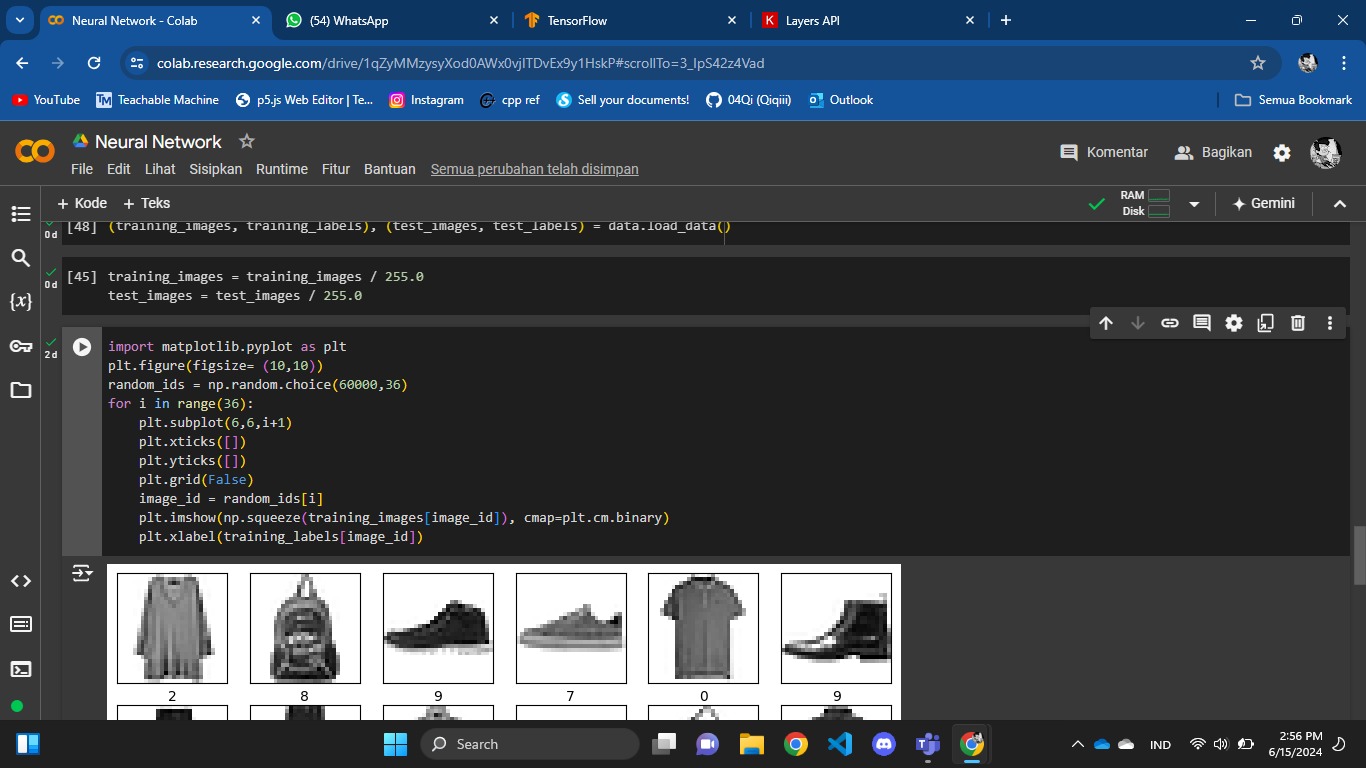 Neural Network - Colab
(54) WhatsApp
TensorFlow
K Layers API
colab.research.google.com/drive/1qZyMMzysyXod0AWx0vjITDvEx9y1HskP#scrollTo=3_IpS42z4Vad
YouTube
TM Teachable Machine
p5.js Web Editor | Te...
Instagram
cpp ref
Sell your documents!
04Qi (Qiqiii)
Outlook
Semua Bookmark
Neural Network
Komentar
Bagikan
File Edit Lihat Sisipkan Runtime Fitur Bantuan Semua perubahan telah disimpan
+ Kode + Teks
RAM
Disk
Gemini
0d [48] (training_images, training_labels), (test_images, test_labels) = data.load_data()
0d [45] training_images = training_images / 255.0
test_images = test_images / 255.0
{x}
2d
import matplotlib.pyplot as plt
plt.figure(figsize= (10,10))
random_ids = np.random.choice(60000,36)
for i in range(36):
plt.subplot(6,6,i+1)
plt.xticks([])
plt.yticks([])
plt.grid(False)
image_id = random_ids[i]
plt.imshow(np.squeeze(training_images[image_id]), cmap=plt.cm.binary)
plt.xlabel(training_labels[image_id])
2 8 9 7 0 9
Search
IND
2:56 PM
6/15/2024